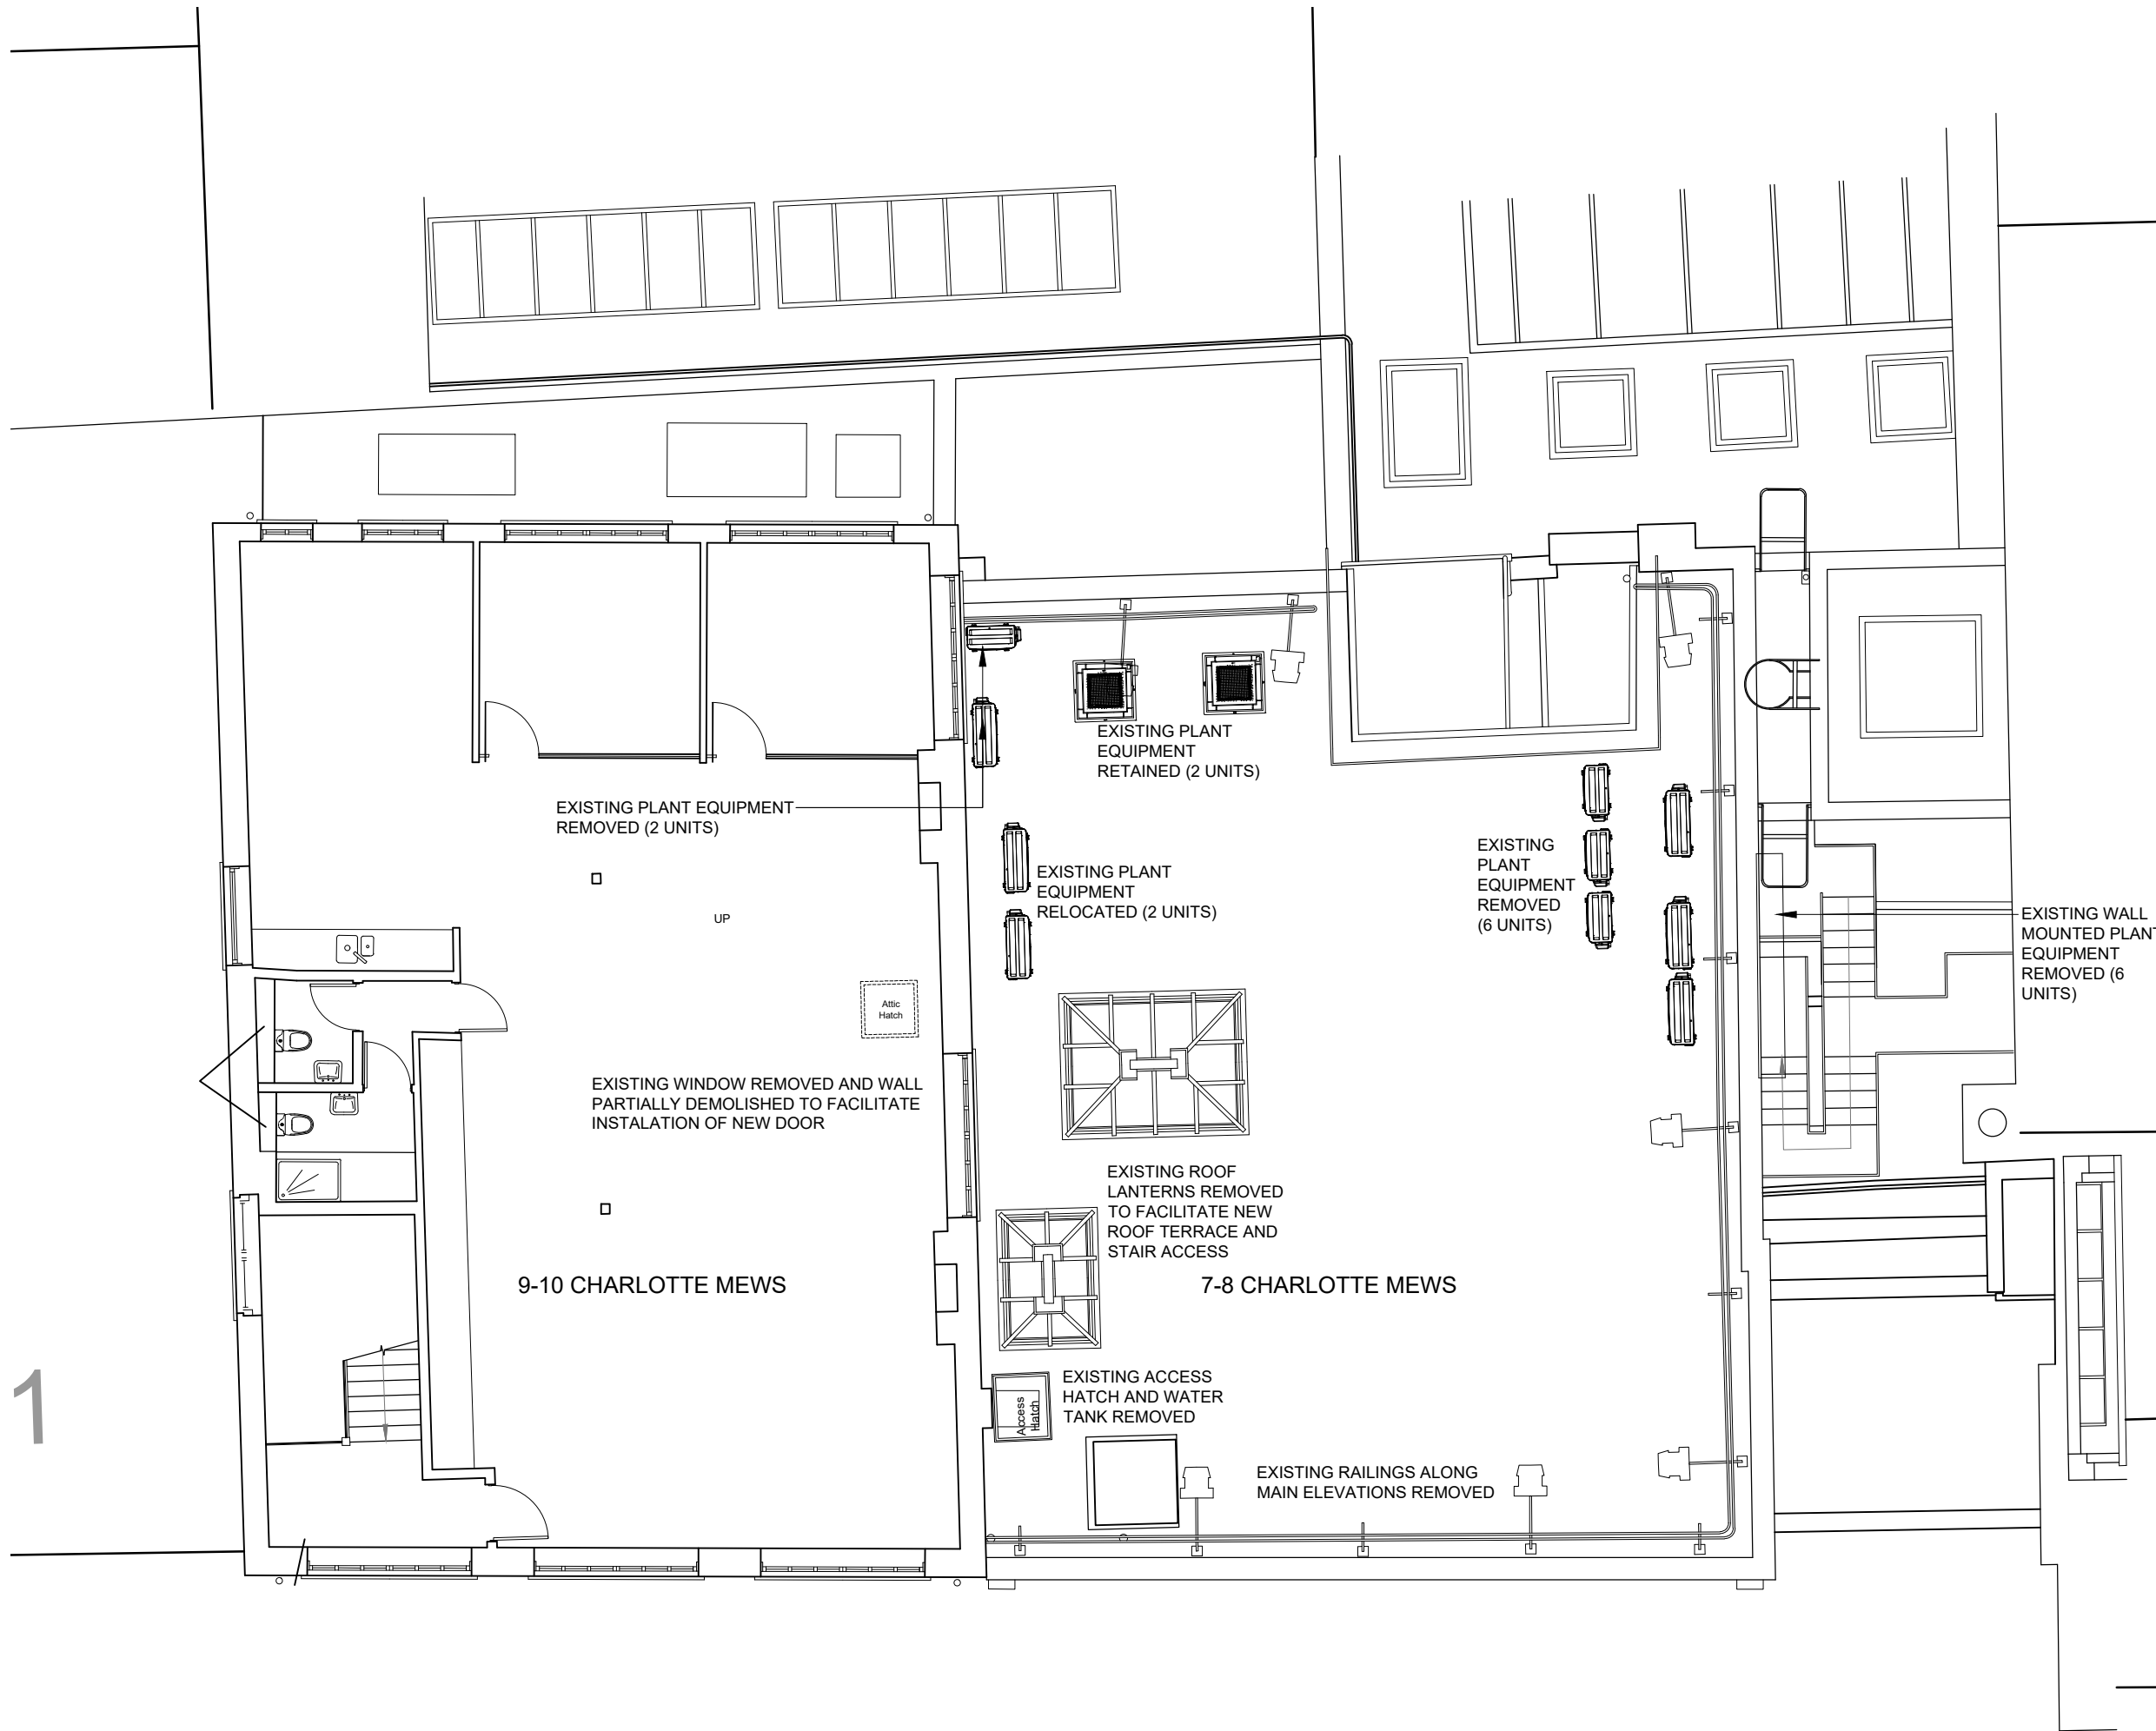 EXISTING PLANT
EQUIPMENT
RETAINED (2 UNITS)
EXISTING PLANT EQUIPMENT
REMOVED (2 UNITS)
EXISTING PLANT
EQUIPMENT
RELOCATED (2 UNITS)
EXISTING
PLANT
EQUIPMENT
REMOVED
(6 UNITS)
EXISTING WALL
MOUNTED PLANT
EQUIPMENT
REMOVED (6
UNITS)
UP
Attic
Hatch
EXISTING WINDOW REMOVED AND WALL
PARTIALLY DEMOLISHED TO FACILITATE
INSTALATION OF NEW DOOR
EXISTING ROOF
LANTERNS REMOVED
TO FACILITATE NEW
ROOF TERRACE AND
STAIR ACCESS
9-10 CHARLOTTE MEWS
7-8 CHARLOTTE MEWS
1
EXISTING ACCESS
HATCH AND WATER
TANK REMOVED
Access
Hatch
EXISTING RAILINGS ALONG
MAIN ELEVATIONS REMOVED